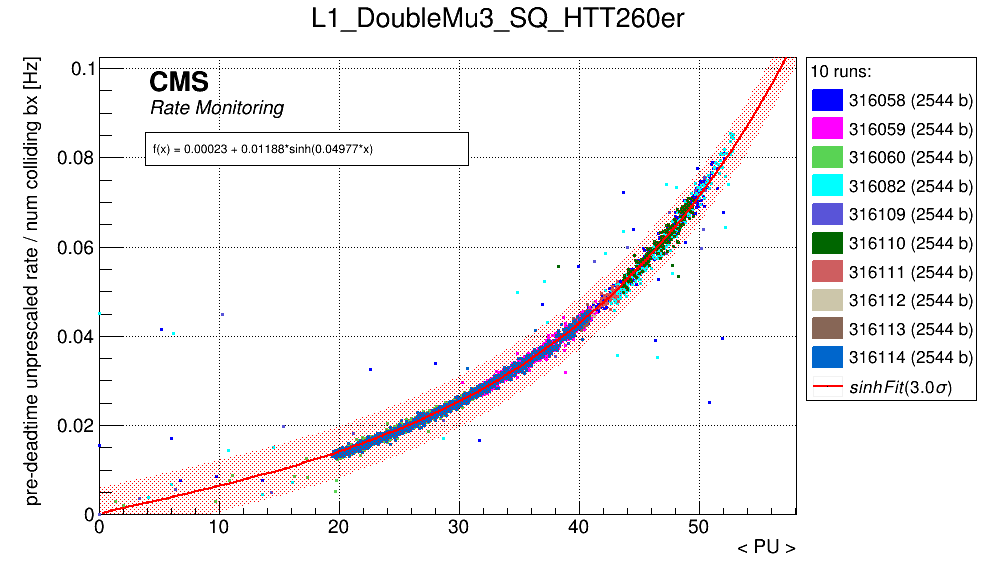 L1_DoubleMu3_SQ_HTT260er
pre-deadtime unprescaled rate / num colliding bx [Hz]
CMS
Rate Monitoring
f(x) = 0.00023 + 0.01188*sinh(0.04977*x)
0.1
0.08
0.06
0.04
0.02
0
0 10 20 30 40 50
< PU >
10 runs:
316058 (2544 b)
316059 (2544 b)
316060 (2544 b)
316082 (2544 b)
316109 (2544 b)
316110 (2544 b)
316111 (2544 b)
316112 (2544 b)
316113 (2544 b)
316114 (2544 b)
sinhFit(3.0σ)